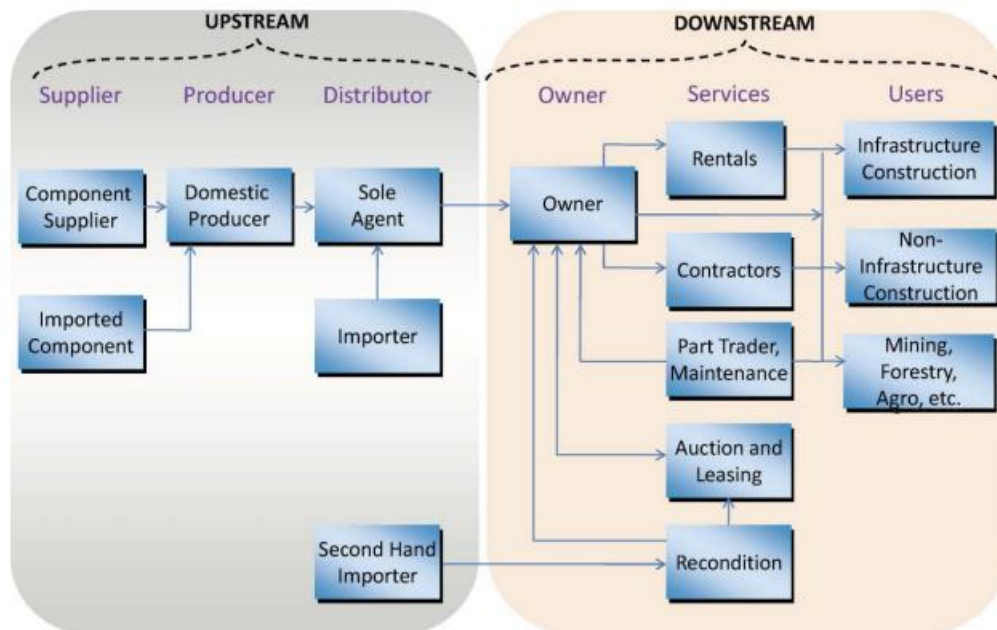 UPSTREAM
DOWNSTREAM
Supplier
Producer
Distributor
Owner
Services
Users
Component
Supplier
Domestic
Producer
Sole
Agent
Owner
Rentals
Infrastructure
Construction
Contractors
Non-
Infrastructure
Construction
Imported
Component
Importer
Part Trader,
Maintenance
Mining,
Forestry,
Agro, etc.
Auction and
Leasing
Second Hand
Importer
Recondition